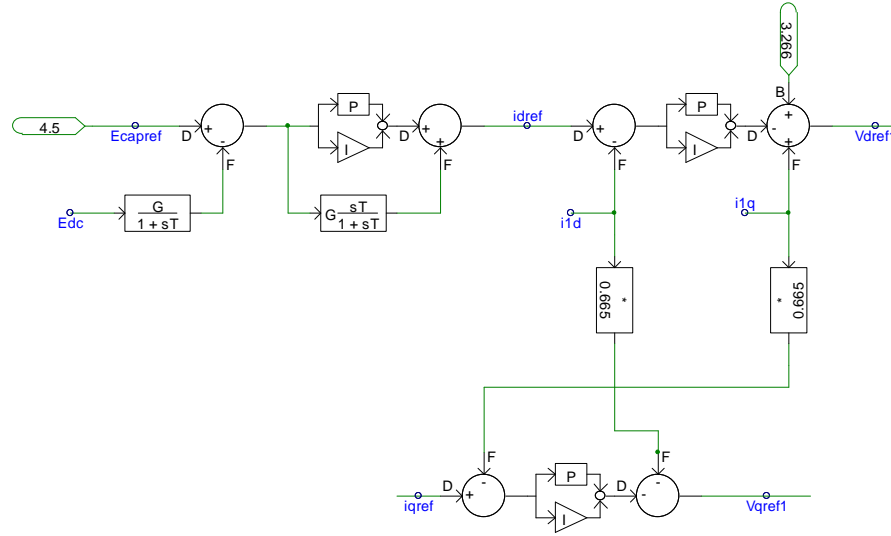 3.266
B
4.5
Ecapref
D
+
-
F
P
I
D
+
+
F
idref
D
+
-
F
P
I
D
-
+
+
F
Vdref1
Edc
G
1 + sT
G
sT
1 + sT
i1d
i1q
0.665
*
*
0.665
F
F
iqref
D
+
-
P
I
D
-
-
Vqref1